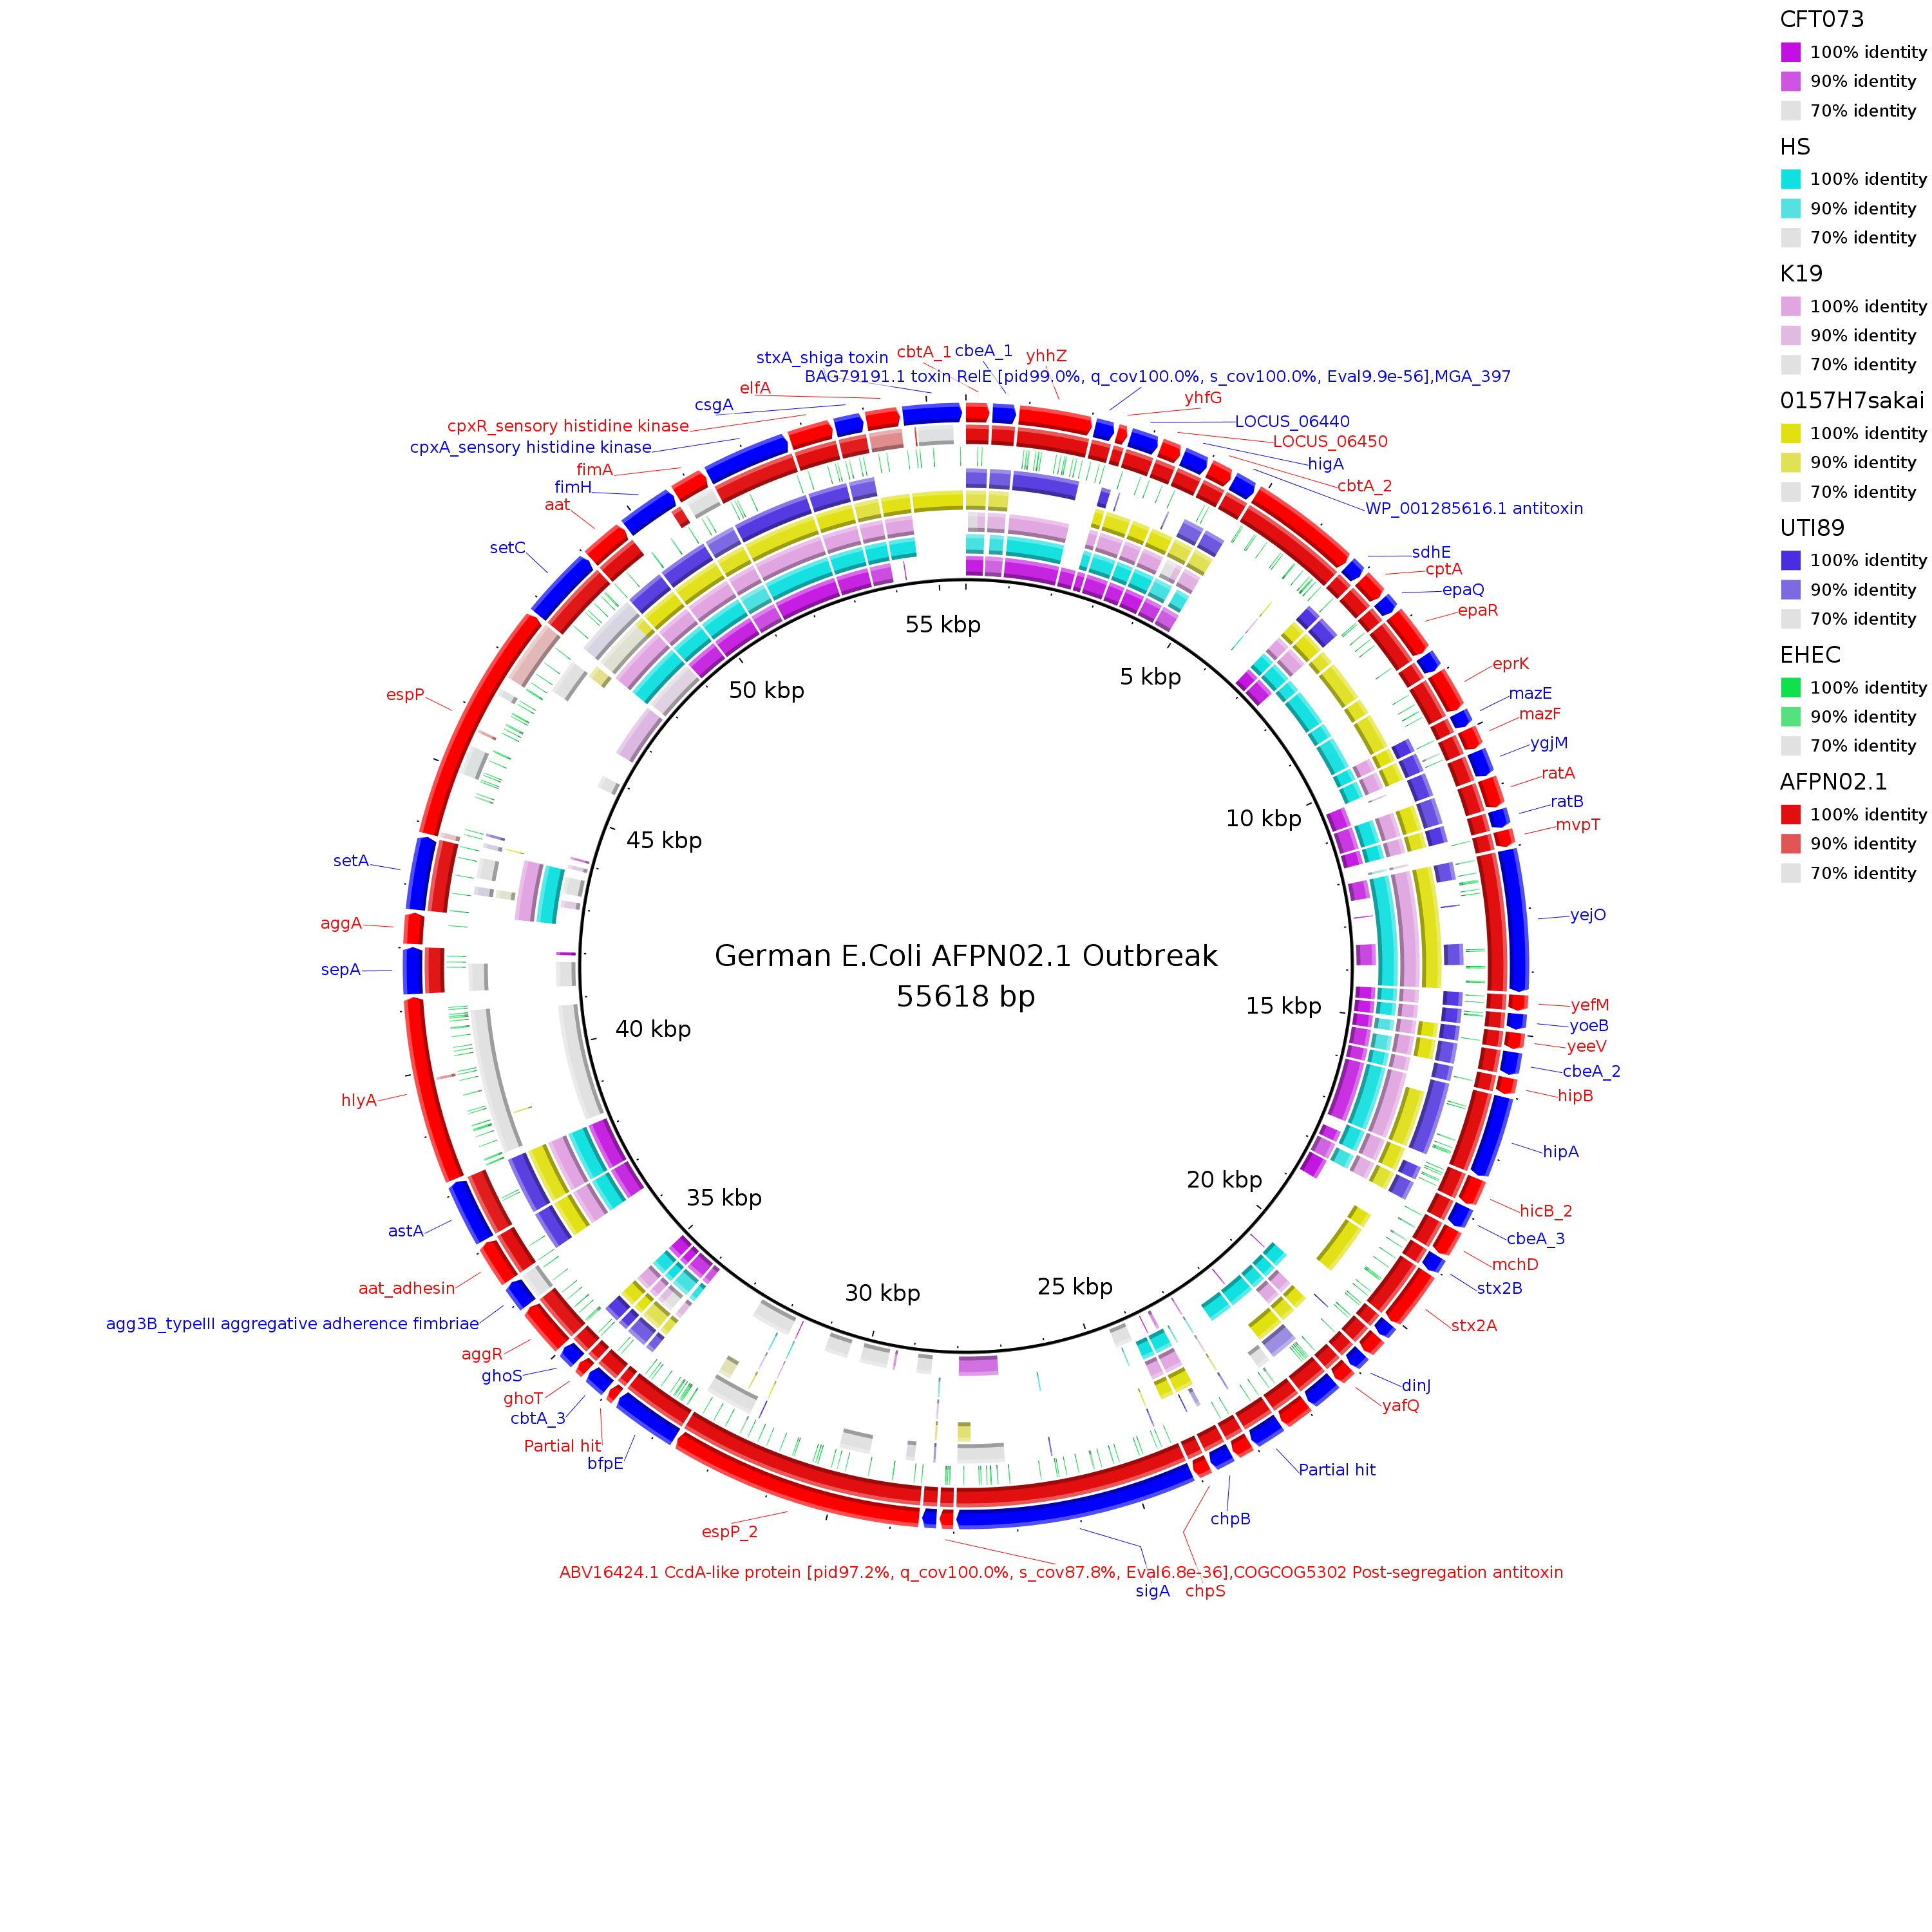 CFT073
100% identity
90% identity
70% identity
HS
100% identity
90% identity
70% identity
K19
100% identity
90% identity
70% identity
0157H7sakai
100% identity
90% identity
70% identity
UTI89
100% identity
90% identity
70% identity
EHEC
100% identity
90% identity
70% identity
AFPN02.1
100% identity
90% identity
70% identity
stxA_shiga toxin
cbtA_1
cbeA_1
yhhZ
BAG79191.1 toxin RelE [pid99.0%, q_cov100.0%, s_cov100.0%, Eval9.9e-56],MGA_397
elfA
yhfG
csgA
LOCUS_06440
cpxR_sensory histidine kinase
LOCUS_06450
cpxA_sensory histidine kinase
higA
fimA
cbtA_2
fimH
WP_001285616.1 antitoxin
aat
setC
sdhE
cptA
epaQ
epaR
eprK
espP
mazE
mazF
ygjM
ratA
ratB
mvpT
setA
yejO
aggA
sepA
yefM
yoeB
yeeV
cbeA_2
hipB
hlyA
hipA
hicB_2
astA
cbeA_3
mchD
aat_adhesin
stx2B
agg3B_typeIII aggregative adherence fimbriae
stx2A
aggR
ghoS
dinJ
ghoT
yafQ
cbtA_3
Partial hit
bfpE
Partial hit
chpB
espP_2
ABV16424.1 CcdA-like protein [pid97.2%, q_cov100.0%, s_cov87.8%, Eval6.8e-36],COGCOG5302 Post-segregation antitoxin
sigA
chpS
55 kbp
5 kbp
50 kbp
10 kbp
45 kbp
German E.Coli AFPN02.1 Outbreak
55618 bp
15 kbp
40 kbp
20 kbp
35 kbp
25 kbp
30 kbp